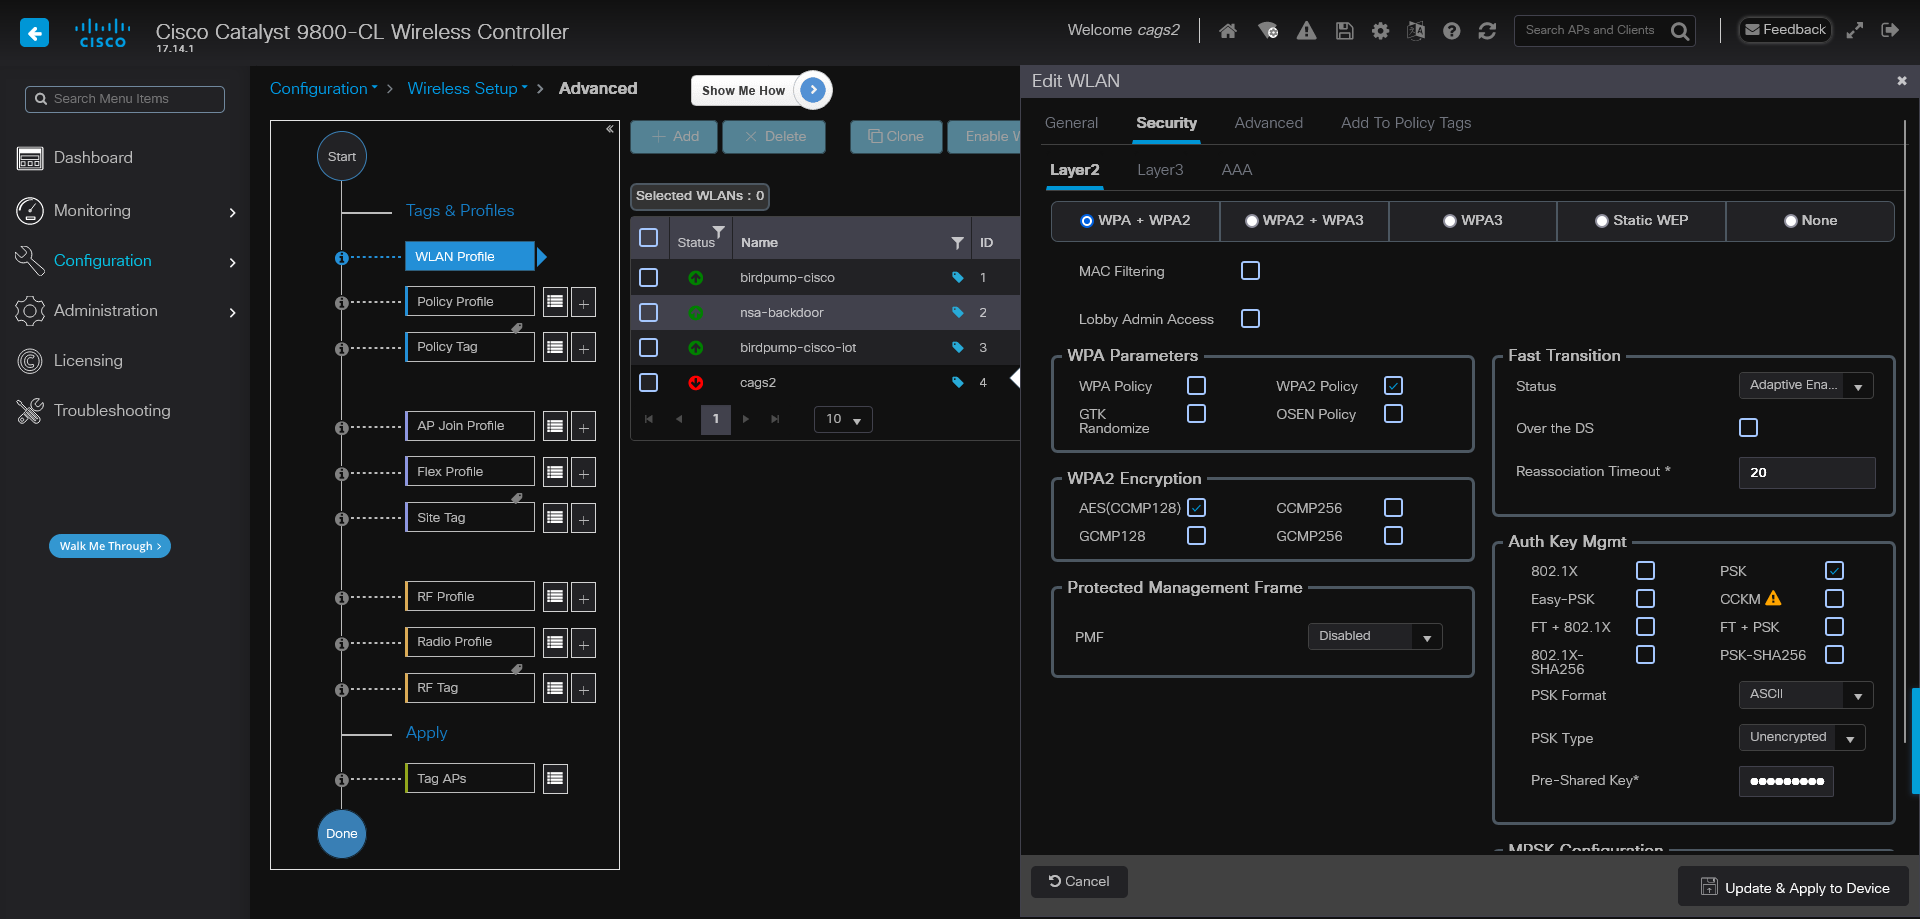 Cisco Catalyst 9800-CL Wireless Controller
CISCO
17.14.1
Welcome cags2
Search APs and Clients
Feedback
Search Menu Items
Dashboard
Monitoring
Configuration
Administration
Licensing
Troubleshooting
Walk Me Through >
Configuration > Wireless Setup > Advanced
Show Me How
Start
Tags & Profiles
WLAN Profile
Policy Profile
Policy Tag
AP Join Profile
Flex Profile
Site Tag
RF Profile
Radio Profile
RF Tag
Apply
Tag APs
Done
Add
Delete
Clone
Enable W
Selected WLANs : 0
Status Name ID
birdpump-cisco 1
nsa-backdoor 2
birdpump-cisco-iot 3
cags2 4
1 10
Edit WLAN
General Security Advanced Add To Policy Tags
Layer2 Layer3 AAA
WPA + WPA2 WPA2 + WPA3 WPA3 Static WEP None
MAC Filtering
Lobby Admin Access
WPA Parameters
WPA Policy WPA2 Policy
GTK Randomize OSEN Policy
WPA2 Encryption
AES(CCMP128) CCMP256
GCMP128 GCMP256
Protected Management Frame
PMF Disabled
Fast Transition
Status Adaptive Ena...
Over the DS
Reassociation Timeout * 20
Auth Key Mgmt
802.1X PSK
Easy-PSK CCKM
FT + 802.1X FT + PSK
802.1X-SHA256 PSK-SHA256
PSK Format ASCII
PSK Type Unencrypted
Pre-Shared Key* ●●●●●●●●●
MPSK Configuration
Cancel
Update & Apply to Device